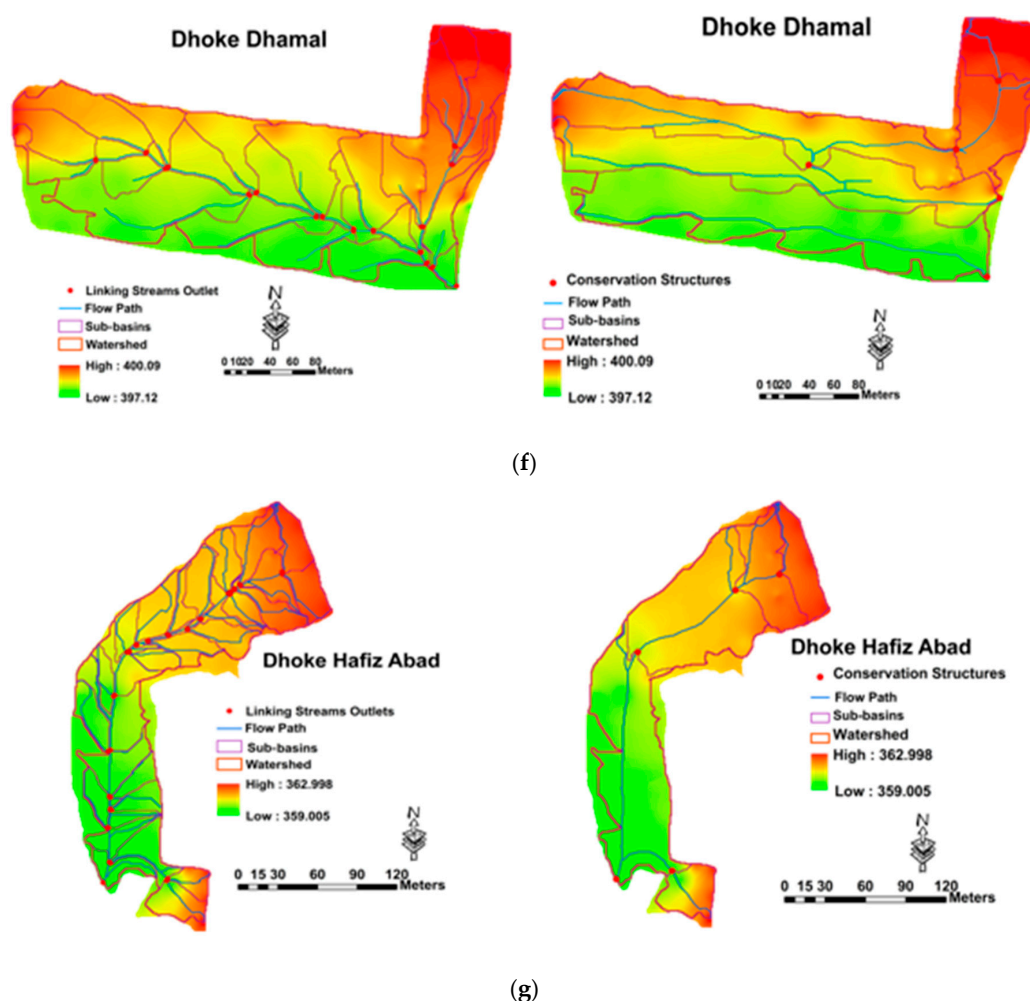 Dhoke Dhamal
Linking Streams Outlet
Flow Path
Sub-basins
Watershed
High : 400.09
Low : 397.12
N
0 1020 40 60 80
Meters
Dhoke Dhamal
Conservation Structures
Flow Path
Sub-basins
Watershed
High : 400.09
Low : 397.12
N
0 1020 40 60 80
Meters
(f)
Dhoke Hafiz Abad
Linking Streams Outlets
Flow Path
Sub-basins
Watershed
High : 362.998
Low : 359.005
N
0 15 30 60 90 120
Meters
Dhoke Hafiz Abad
Conservation Structures
Flow Path
Sub-basins
Watershed
High : 362.998
Low : 359.005
N
0 15 30 60 90 120
Meters
(g)